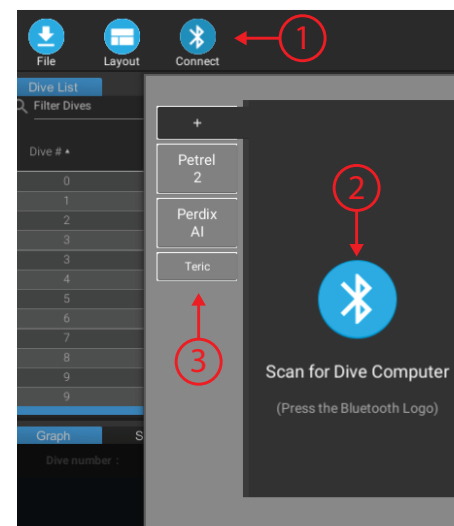 File Layout Connect
1
Dive List
Filter Dives
Dive #
0
1
2
3
3
4
5
6
7
8
9
9
+
Petrel
2
Perdix
AI
Teric
3
2
Scan for Dive Computer
(Press the Bluetooth Logo)
Graph S
Dive number :